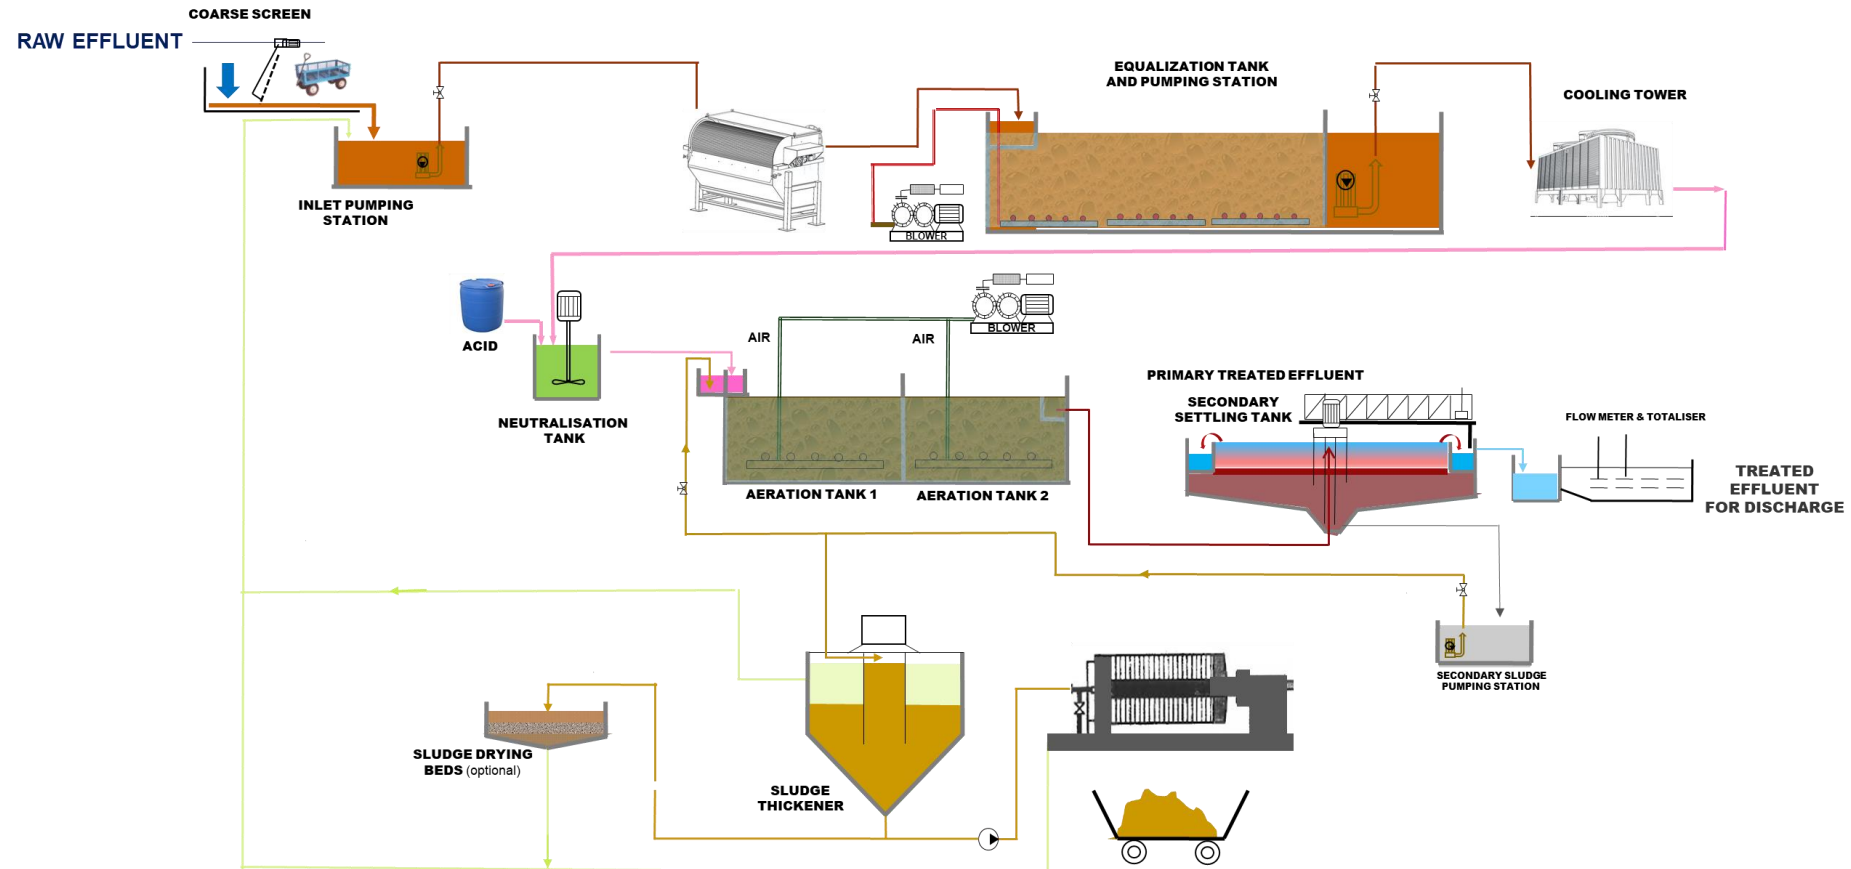 COARSE SCREEN
RAW EFFLUENT
INLET PUMPING
STATION
EQUALIZATION TANK
AND PUMPING STATION
COOLING TOWER
BLOWER
ACID
NEUTRALISATION
TANK
AIR
AIR
BLOWER
AERATION TANK 1
AERATION TANK 2
PRIMARY TREATED EFFLUENT
SECONDARY
SETTLING TANK
FLOW METER & TOTALISER
TREATED
EFFLUENT
FOR DISCHARGE
SECONDARY SLUDGE
PUMPING STATION
SLUDGE DRYING
BEDS (optional)
SLUDGE
THICKENER